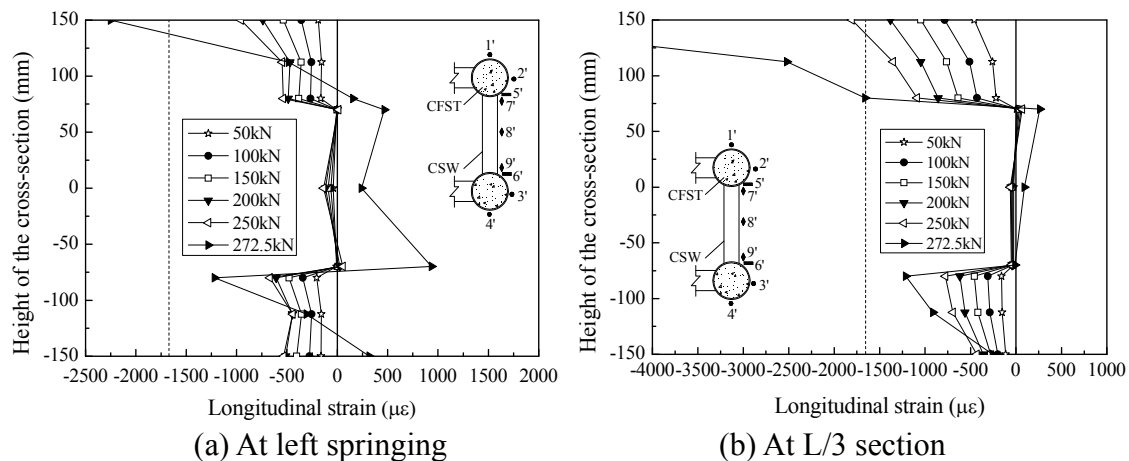 Height of the cross-section (mm)
150
100
50
0
-50
-100
-150
50kN
100kN
150kN
200kN
250kN
272.5kN
1'
2'
5'
7'
8'
9'
6'
3'
4'
CFST
CSW
-2500 -2000 -1500 -1000 -500 0 500 1000 1500 2000
Longitudinal strain (με)
(a) At left springing
Height of the cross-section (mm)
150
100
50
0
-50
-100
-150
1'
2'
5'
7'
8'
9'
6'
3'
4'
CFST
CSW
50kN
100kN
150kN
200kN
250kN
272.5kN
-4000 -3500 -3000 -2500 -2000 -1500 -1000 -500 0 500 1000
Longitudinal strain (με)
(b) At L/3 section